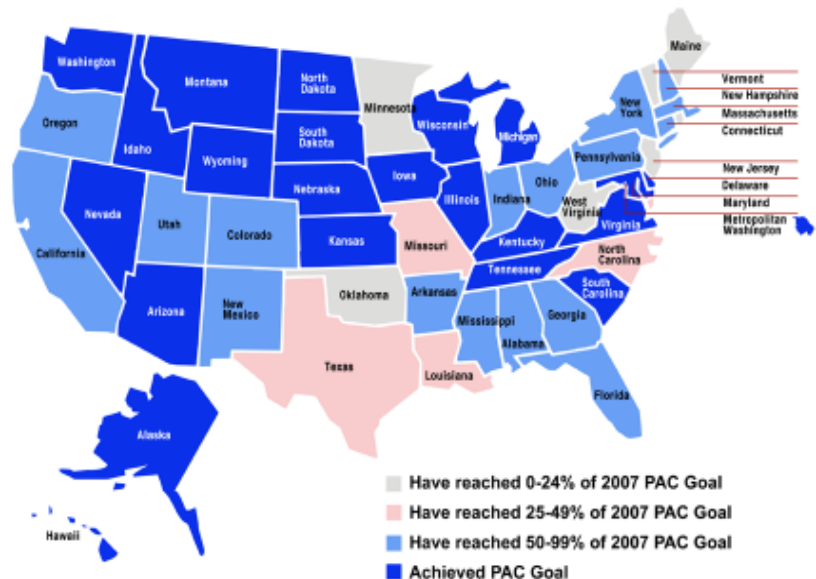 Maine
Washington
Montana
North
Dakota
Minnesota
Vermont
New Hampshire
Massachusetts
Connecticut
New Jersey
Delaware
Maryland
Metropolitan
Washington
Oregon
Idaho
Wyoming
South
Dakota
Wisconsin
Michigan
New
York
Pennsylvania
Nebraska
Iowa
Illinois
Indiana
Ohio
West
Virginia
Virginia
Nevada
Utah
Colorado
Kansas
Missouri
Kentucky
California
North
Carolina
Tennessee
South
Carolina
Arizona
New
Mexico
Oklahoma
Arkansas
Mississippi
Alabama
Georgia
Texas
Louisiana
Florida
Alaska
Hawaii
Have reached 0-24% of 2007 PAC Goal
Have reached 25-49% of 2007 PAC Goal
Have reached 50-99% of 2007 PAC Goal
Achieved PAC Goal